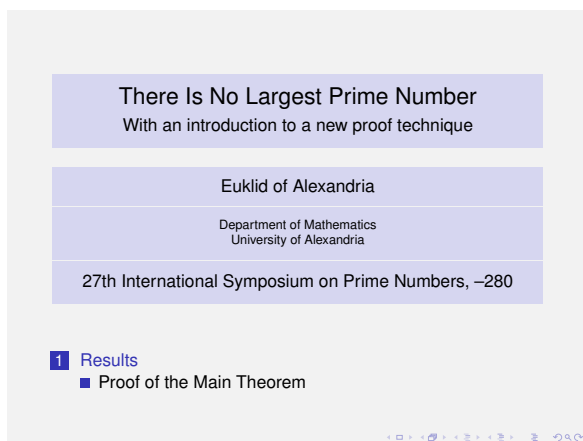 There Is No Largest Prime Number
With an introduction to a new proof technique
Euklid of Alexandria
Department of Mathematics
University of Alexandria
27th International Symposium on Prime Numbers, –280
1 Results
Proof of the Main Theorem